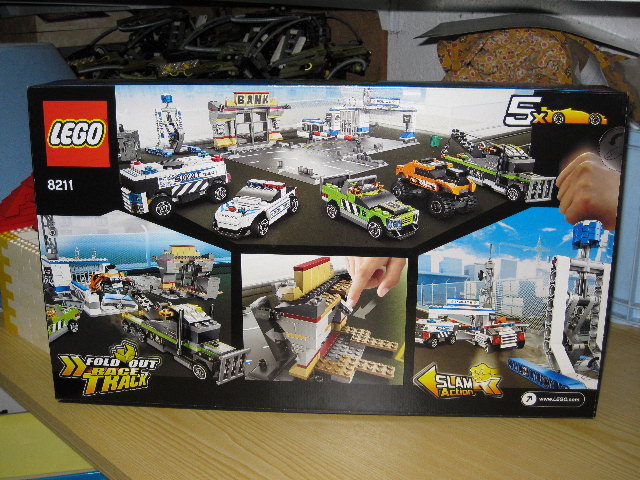 LEGO
8211
BANK
5x
FOLD OUT
RACE
TRACK
SLAM
Action
www.LEGO.com